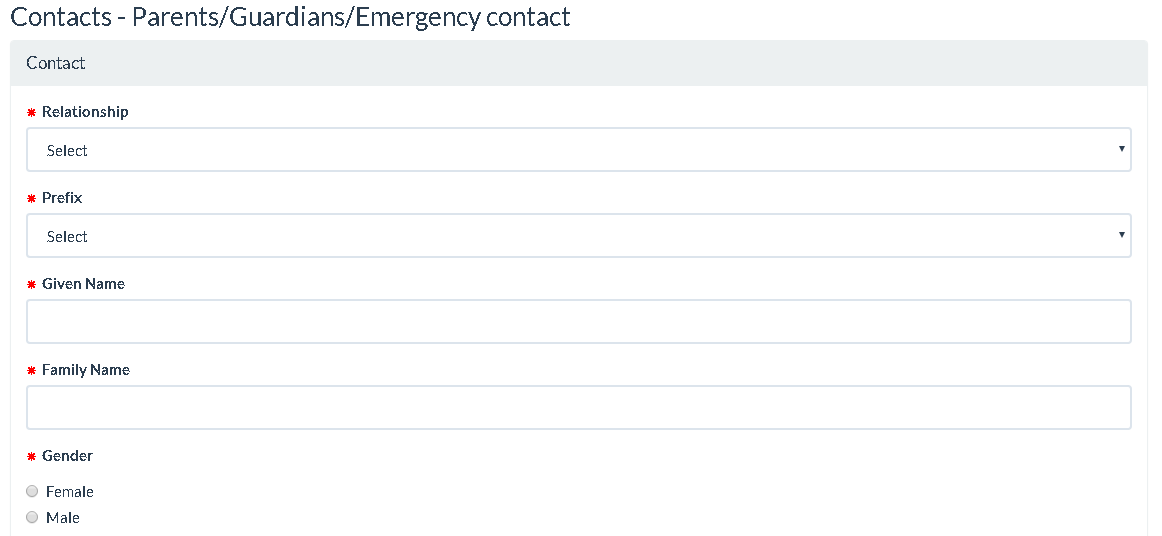 Contacts - Parents/Guardians/Emergency contact
Contact
* Relationship
Select
* Prefix
Select
* Given Name
* Family Name
* Gender
Female
Male